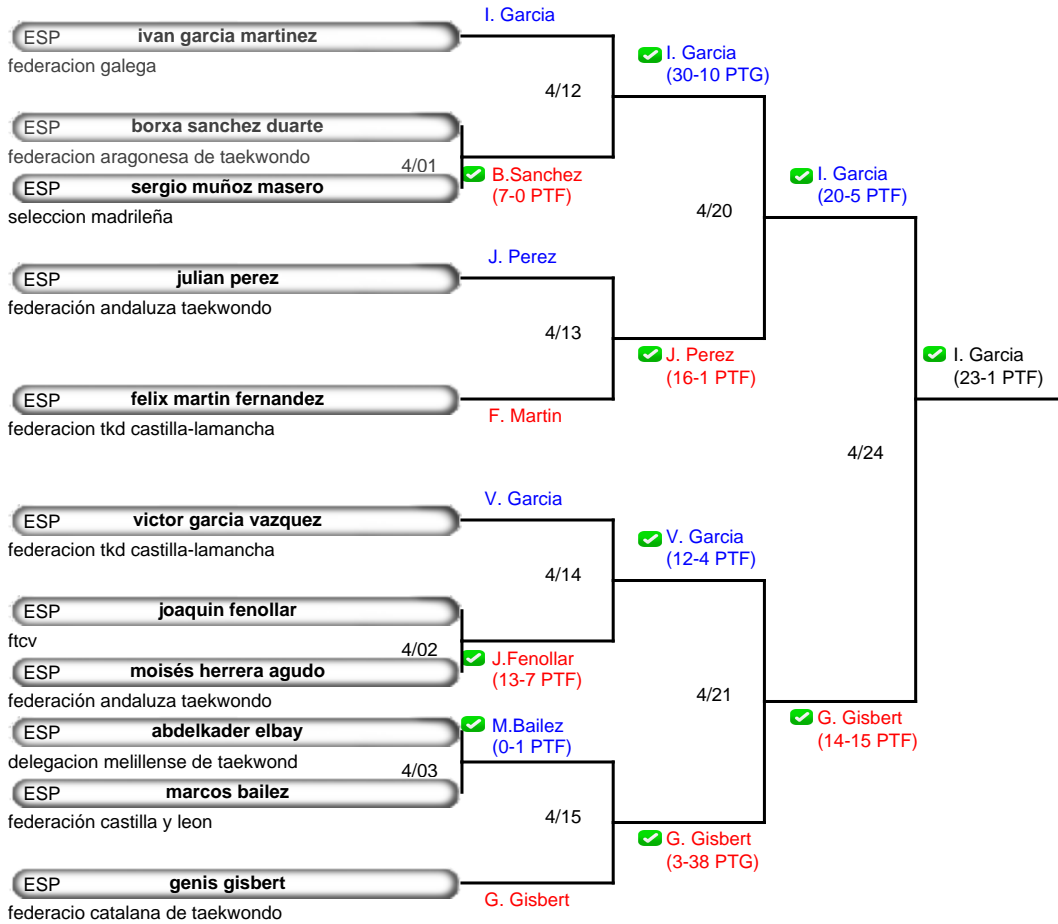 I. Garcia
ESP ivan garcia martinez
federacion galega
I. Garcia
(30-10 PTG)
4/12
ESP borxa sanchez duarte
federacion aragonesa de taekwondo
4/01
B.Sanchez
(7-0 PTF)
ESP sergio muñoz masero
seleccion madrileña
I. Garcia
(20-5 PTF)
4/20
J. Perez
ESP julian perez
federación andaluza taekwondo
4/13
J. Perez
(16-1 PTF)
I. Garcia
(23-1 PTF)
ESP felix martin fernandez
F. Martin
federacion tkd castilla-lamancha
4/24
V. Garcia
ESP victor garcia vazquez
federacion tkd castilla-lamancha
V. Garcia
(12-4 PTF)
4/14
ESP joaquin fenollar
ftcv
4/02
J.Fenollar
(13-7 PTF)
ESP moisés herrera agudo
federación andaluza taekwondo
4/21
G. Gisbert
(14-15 PTF)
ESP abdelkader elbay
M.Bailez
(0-1 PTF)
delegacion melillense de taekwond
4/03
ESP marcos bailez
federación castilla y leon
4/15
G. Gisbert
(3-38 PTG)
ESP genis gisbert
G. Gisbert
federacio catalana de taekwondo